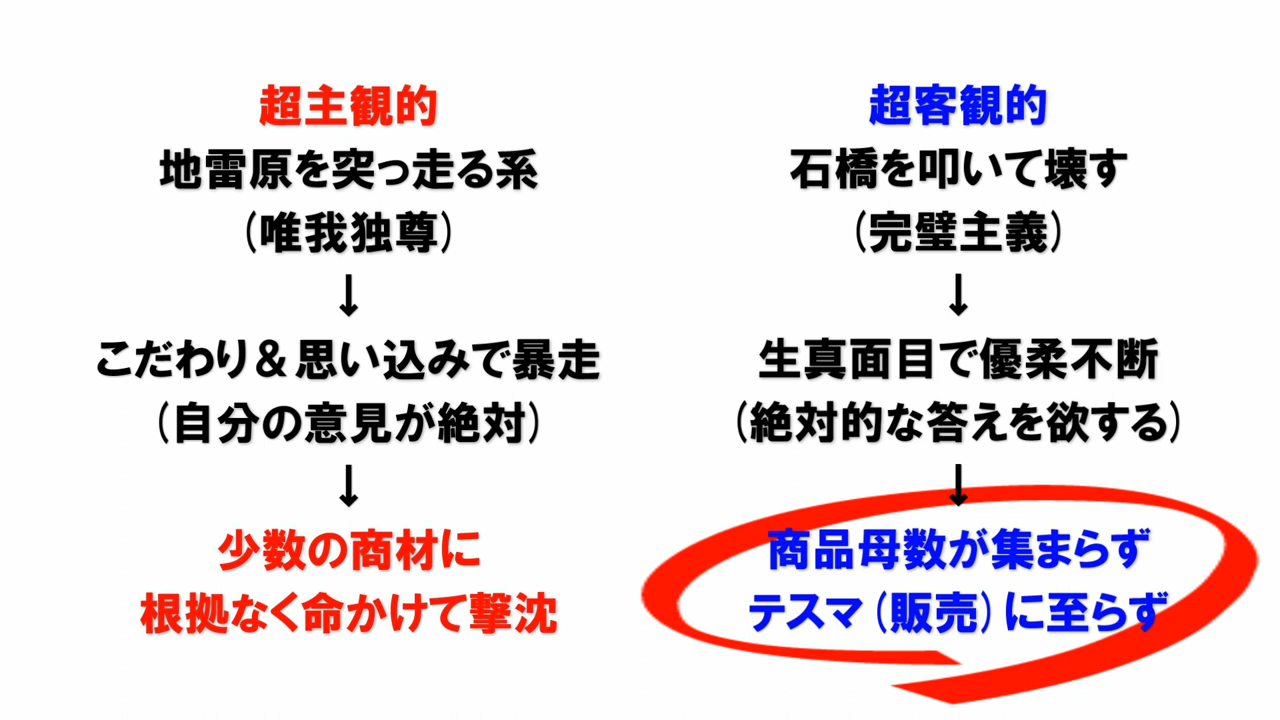 超主観的
地雷原を突っ走る系
(唯我独尊)
↓
こだわり&思い込みで暴走
(自分の意見が絶対)
↓
少数の商材に
根拠なく命かけて撃沈
超客観的
石橋を叩いて壊す
(完璧主義)
↓
生真面目で優柔不断
(絶対的な答えを欲する)
↓
商品母数が集まらず
テスマ(販売)に至らず